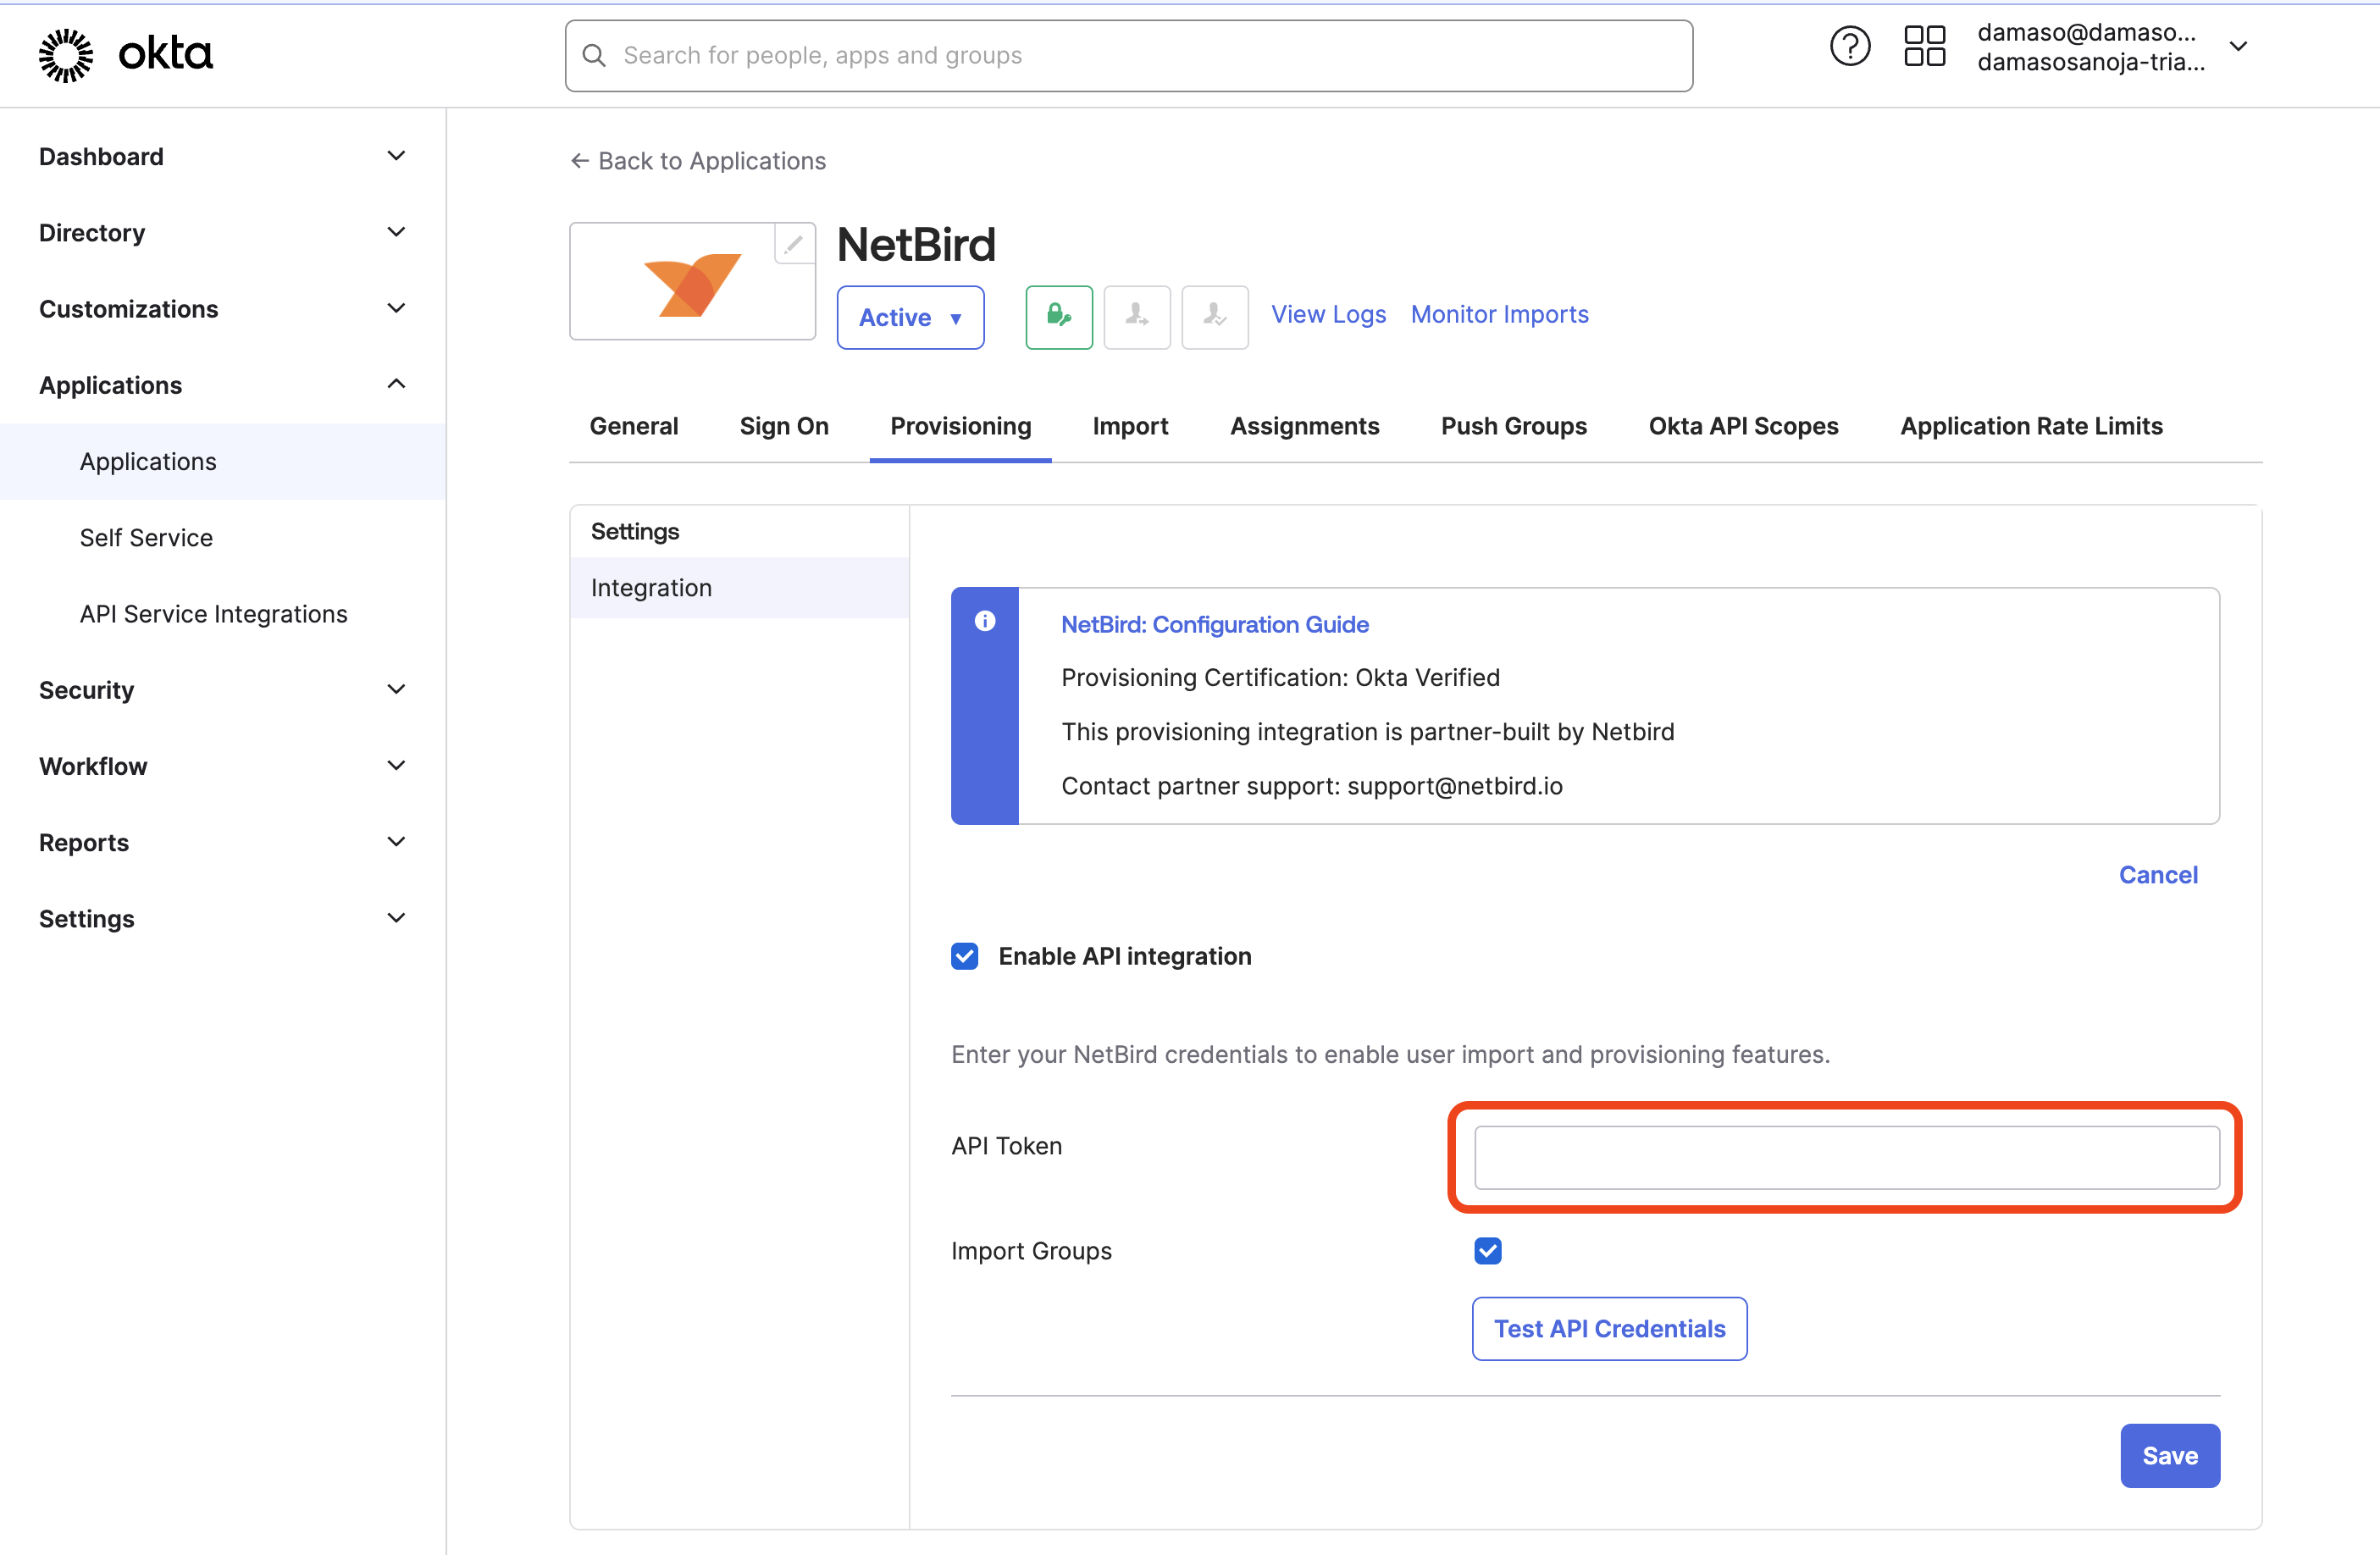 okta
Search for people, apps and groups
damaso@damaso...
damasosanoja-tria...
Dashboard
Directory
Customizations
Applications
Applications
Self Service
API Service Integrations
Security
Workflow
Reports
Settings
← Back to Applications
NetBird
Active
View Logs
Monitor Imports
General
Sign On
Provisioning
Import
Assignments
Push Groups
Okta API Scopes
Application Rate Limits
Settings
Integration
NetBird: Configuration Guide
Provisioning Certification: Okta Verified
This provisioning integration is partner-built by Netbird
Contact partner support: support@netbird.io
Cancel
Enable API integration
Enter your NetBird credentials to enable user import and provisioning features.
API Token
Import Groups
Test API Credentials
Save